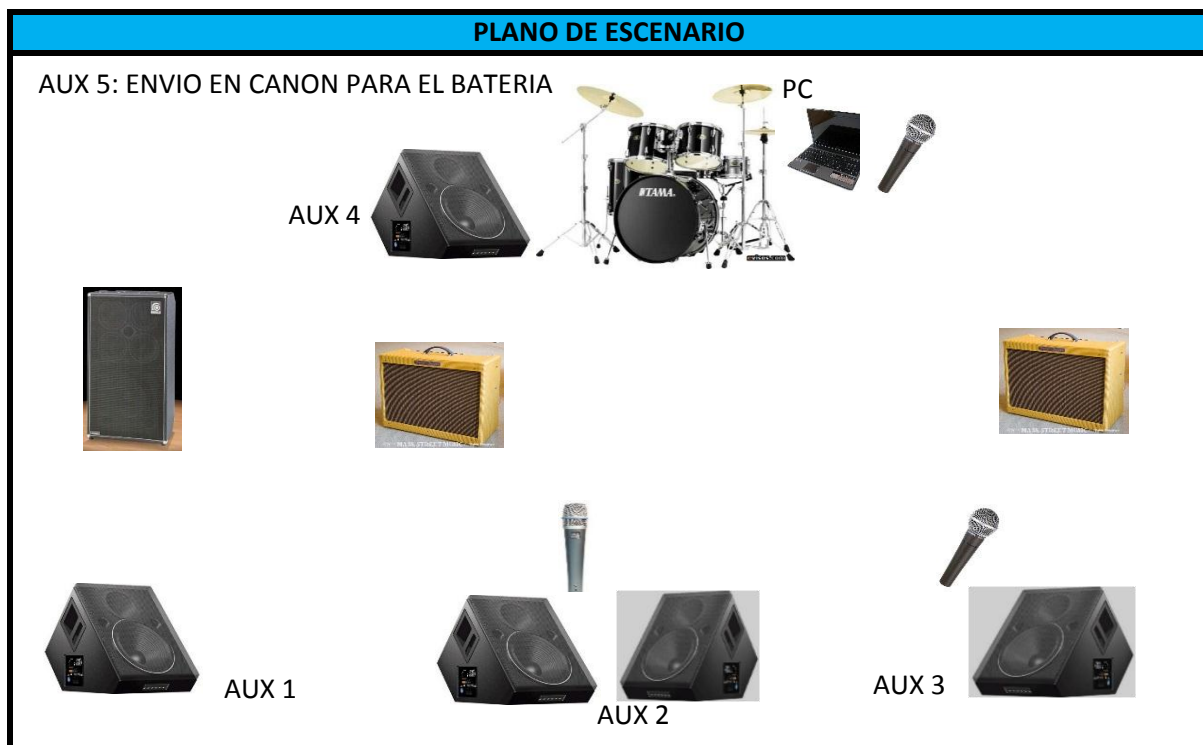 PLANO DE ESCENARIO
AUX 5: ENVIO EN CANON PARA EL BATERIA
PC
TAMA
AUX 4
AUX 1
AUX 2
AUX 3